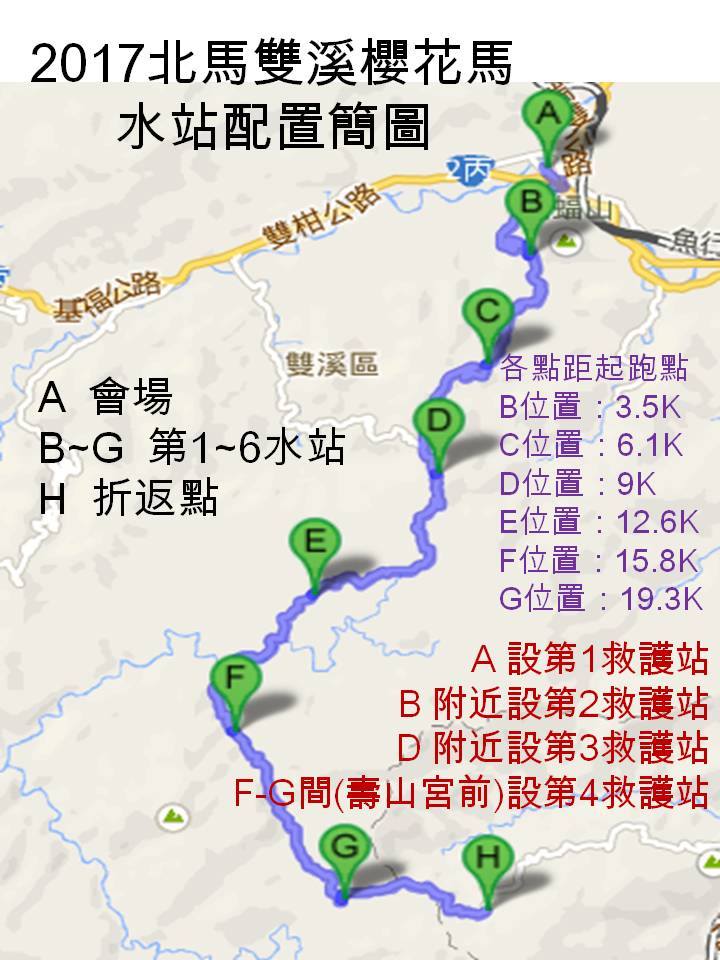 2017北馬雙溪櫻花馬
水站配置簡圖
A
2丙
B
蝠山
雙柑公路
魚行
基福公路
C
雙溪區
各點距起跑點
A 會場
B位置：3.5K
B~G 第1~6水站
C位置：6.1K
D
D位置：9K
H 折返點
E位置：12.6K
E
F位置：15.8K
G位置：19.3K
A 設第1救護站
F
B 附近設第2救護站
D 附近設第3救護站
F-G間(壽山宮前)設第4救護站
G
H